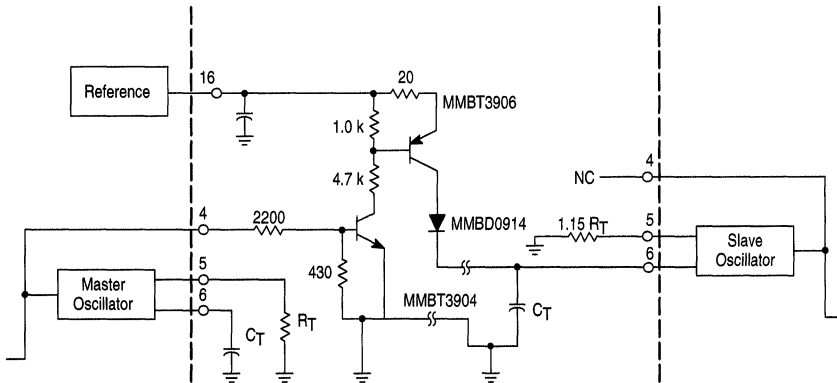 Reference
16
20
MMBT3906
1.0 k
4.7 k
NC
4
4
2200
MMBD0914
1.15 RT
5
Slave
Oscillator
5
430
6
Master
Oscillator
6
MMBT3904
CT
RT
CT